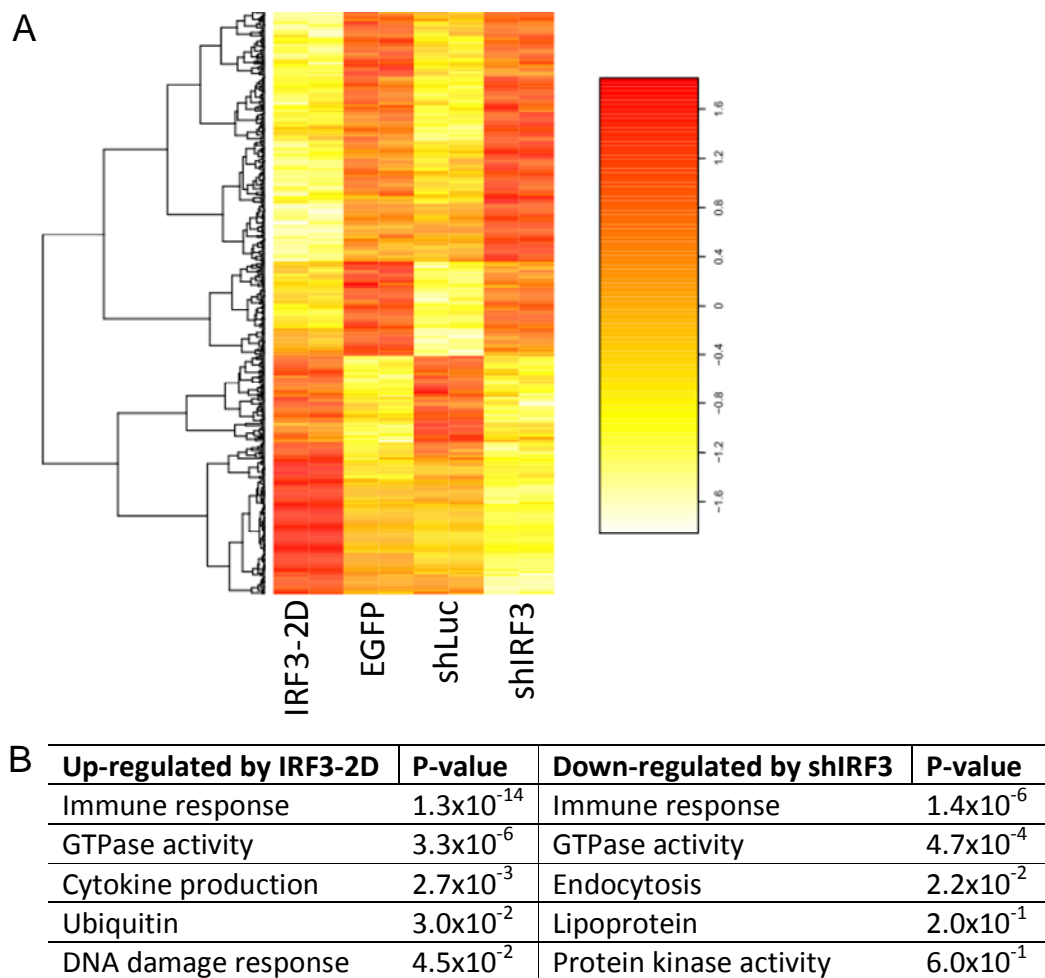 A
1.6
1.2
0.8
0.4
0
−0.4
−0.8
−1.2
−1.6
IRF3-2D
EGFP
shLuc
shIRF3
B
Up-regulated by IRF3-2D P-value Down-regulated by shIRF3 P-value
Immune response 1.3x10⁻¹⁴ Immune response 1.4x10⁻⁶
GTPase activity 3.3x10⁻⁶ GTPase activity 4.7x10⁻⁴
Cytokine production 2.7x10⁻³ Endocytosis 2.2x10⁻²
Ubiquitin 3.0x10⁻² Lipoprotein 2.0x10⁻¹
DNA damage response 4.5x10⁻² Protein kinase activity 6.0x10⁻¹